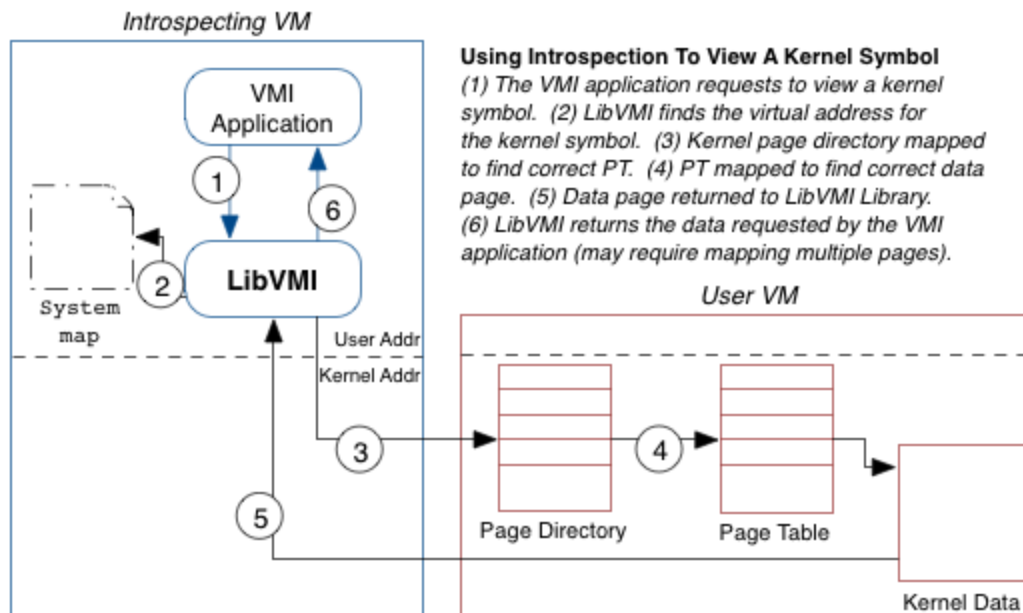 Introspecting VM
Using Introspection To View A Kernel Symbol
(1) The VMI application requests to view a kernel
symbol. (2) LibVMI finds the virtual address for
the kernel symbol. (3) Kernel page directory mapped
to find correct PT. (4) PT mapped to find correct data
page. (5) Data page returned to LibVMI Library.
(6) LibVMI returns the data requested by the VMI
application (may require mapping multiple pages).
VMI
Application
1
6
2
LibVMI
System
map
User Addr
Kernel Addr
User VM
3
4
5
Page Directory
Page Table
Kernel Data